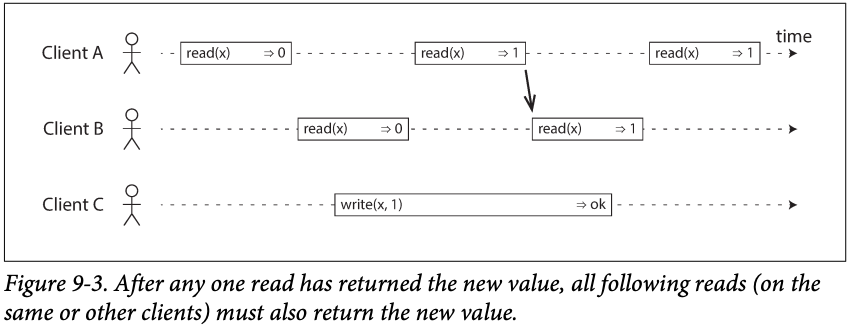 time
Client A read(x) ⇒ 0 read(x) ⇒ 1 read(x) ⇒ 1
Client B read(x) ⇒ 0 read(x) ⇒ 1
Client C write(x, 1) ⇒ ok
Figure 9-3. After any one read has returned the new value, all following reads (on the
same or other clients) must also return the new value.